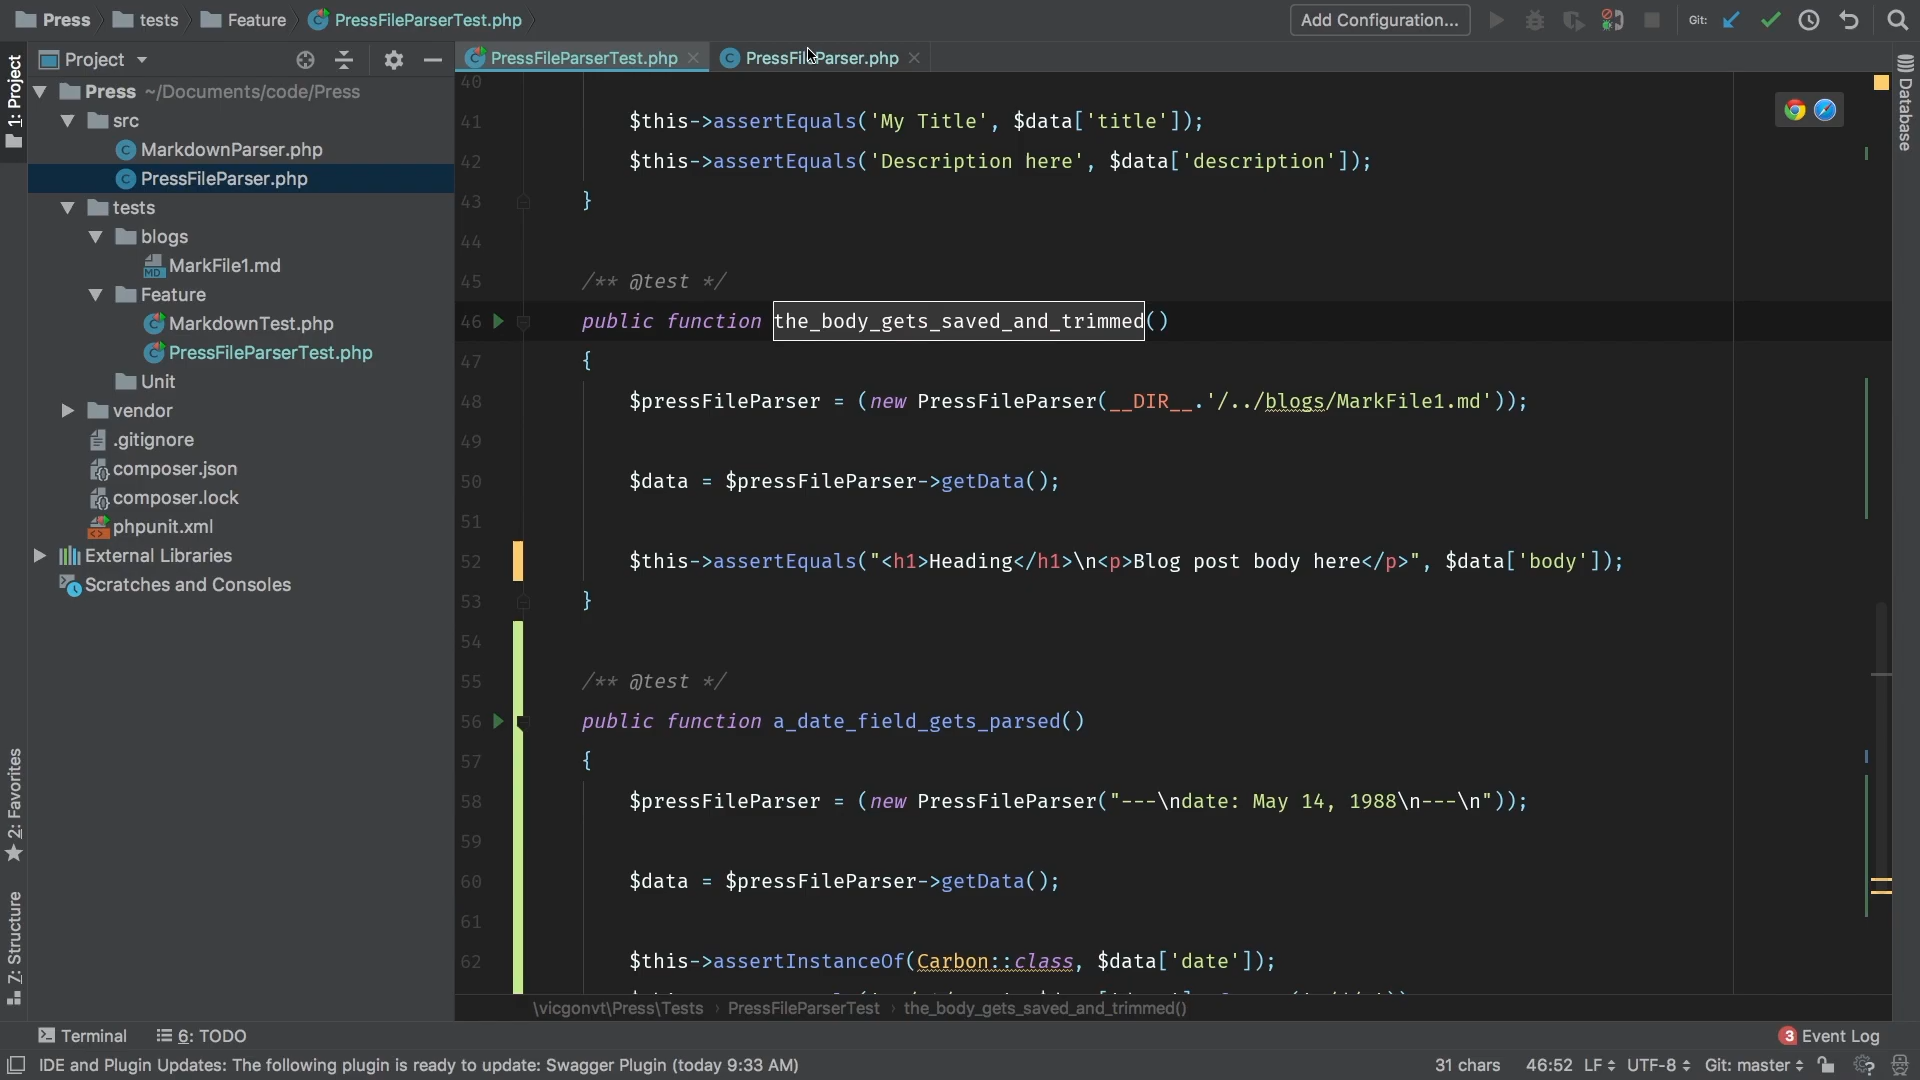 Press tests Feature PressFileParserTest.php
Add Configuration...
Git:
1: Project
Project
PressFileParserTest.php
PressFileParser.php
Press ~/Documents/code/Press
src
MarkdownParser.php
PressFileParser.php
tests
blogs
MarkFile1.md
Feature
MarkdownTest.php
PressFileParserTest.php
Unit
vendor
.gitignore
composer.json
composer.lock
phpunit.xml
External Libraries
Scratches and Consoles
2: Favorites
7: Structure
Database
40
41 $this->assertEquals('My Title', $data['title']);
42 $this->assertEquals('Description here', $data['description']);
43 }
44
45 /** @test */
46 public function the_body_gets_saved_and_trimmed()
47 {
48 $pressFileParser = (new PressFileParser(__DIR__.'/../blogs/MarkFile1.md'));
49
50 $data = $pressFileParser->getData();
51
52 $this->assertEquals("<h1>Heading</h1>\n<p>Blog post body here</p>", $data['body']);
53 }
54
55 /** @test */
56 public function a_date_field_gets_parsed()
57 {
58 $pressFileParser = (new PressFileParser("---\ndate: May 14, 1988\n---\n"));
59
60 $data = $pressFileParser->getData();
61
62 $this->assertInstanceOf(Carbon::class, $data['date']);
\vicgonvt\Press\Tests › PressFileParserTest › the_body_gets_saved_and_trimmed()
Terminal 6: TODO
3 Event Log
IDE and Plugin Updates: The following plugin is ready to update: Swagger Plugin (today 9:33 AM)
31 chars 46:52 LF UTF-8 Git: master